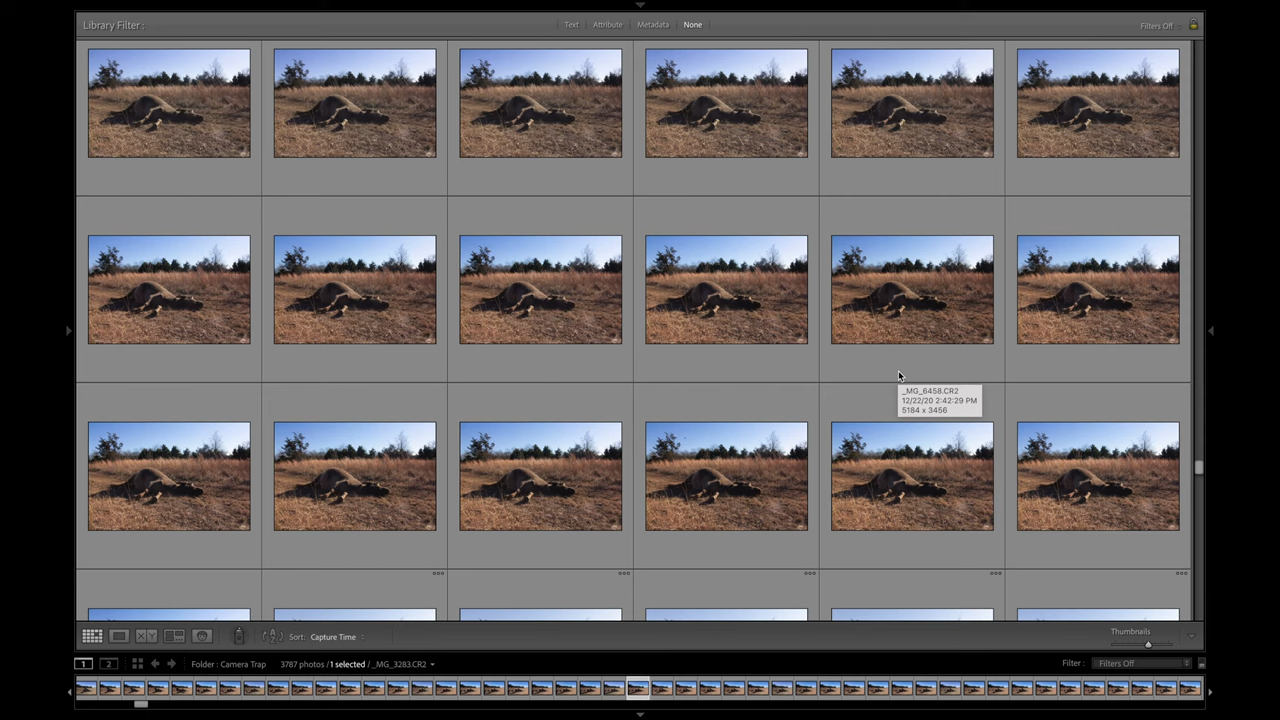 Library Filter :
Text
Attribute
Metadata
None
Filters Off
_MG_6458.CR2
12/22/20 2:42:29 PM
5184 x 3456
Sort: Capture Time
Thumbnails
1
2
Folder : Camera Trap
3787 photos / 1 selected / _MG_3283.CR2
Filter :
Filters Off